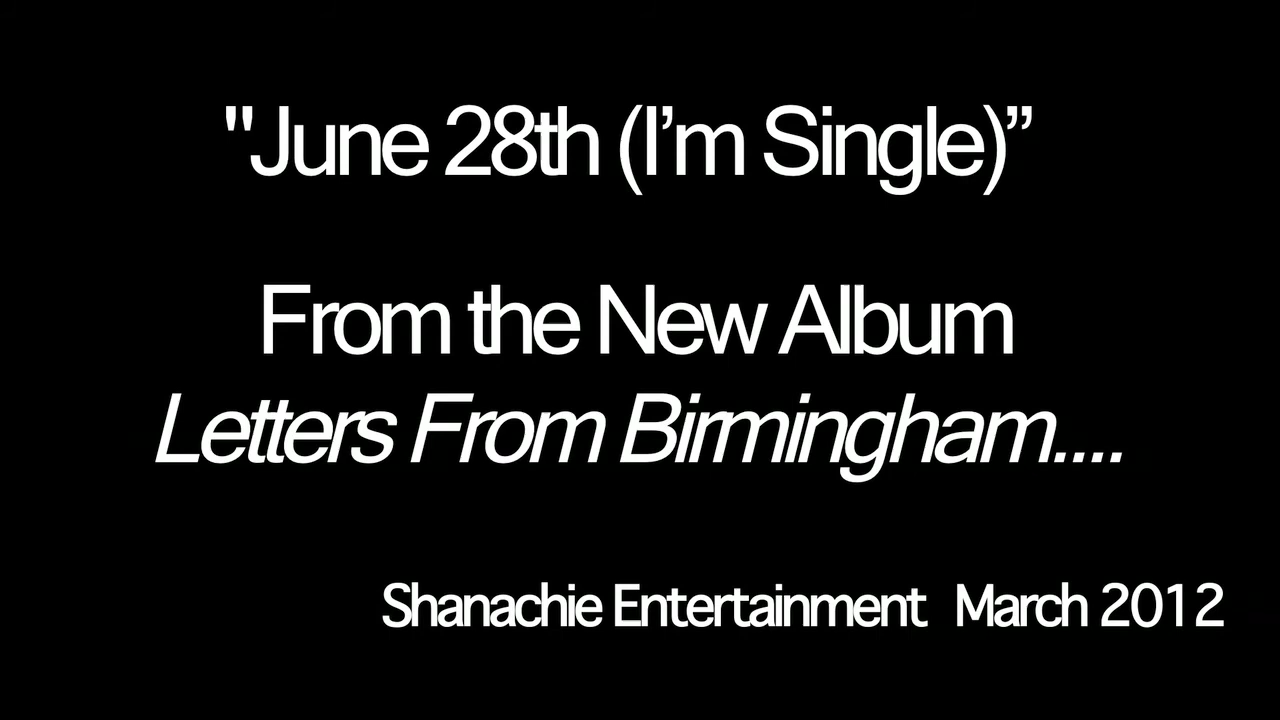 "June 28th (I’m Single)”
From the New Album
Letters From Birmingham....
Shanachie Entertainment March 2012